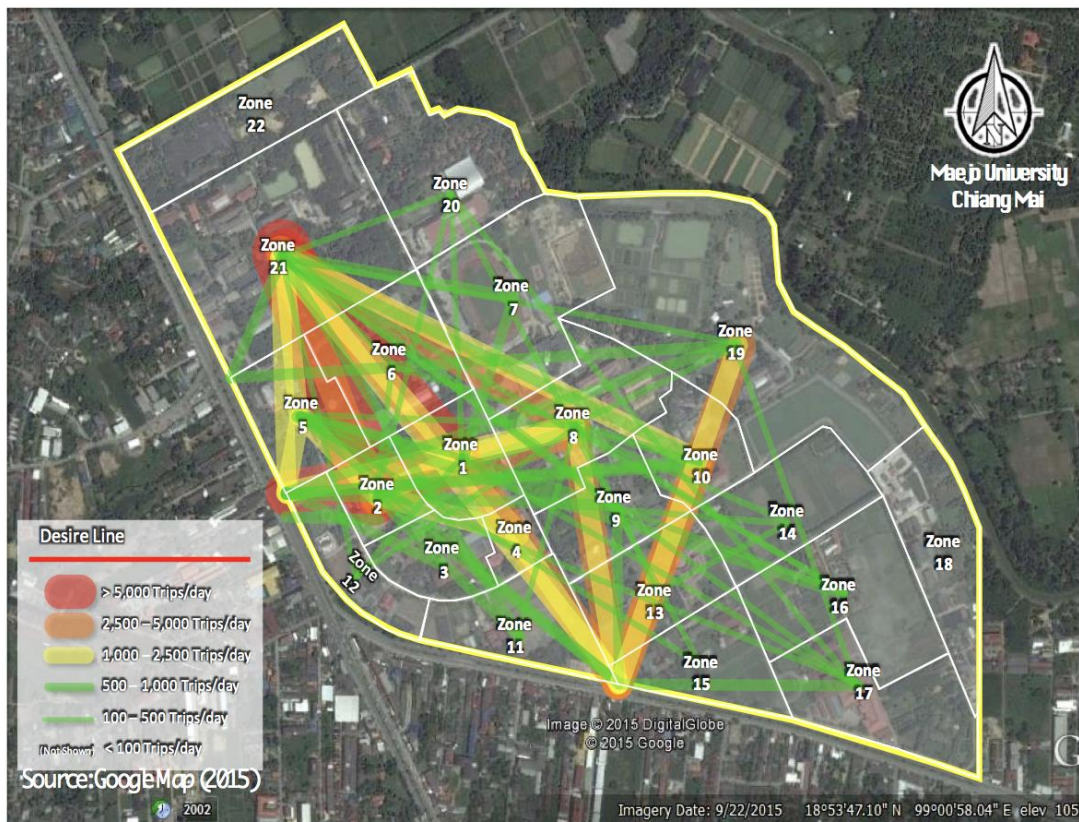 Zone
22
N
Maejo University
Chiang Mai
Zone
20
Zone
21
Zone
7
Zone
19
Zone
6
Zone
5
Zone
8
Zone
1
Zone
10
Zone
2
Zone
9
Zone
14
Zone
4
Zone
3
Zone
18
Zone
12
Zone
16
Zone
13
Zone
11
Zone
15
Zone
17
Desire Line
> 5,000 Trips/day
2,500 – 5,000 Trips/day
1,000 – 2,500 Trips/day
500 – 1,000 Trips/day
100 – 500 Trips/day
(Not Shown) < 100 Trips/day
Source:GoogleMap (2015)
Image © 2015 DigitalGlobe
© 2015 Google
G
2002
Imagery Date: 9/22/2015 18°53'47.10" N 99°00'58.04" E elev 105